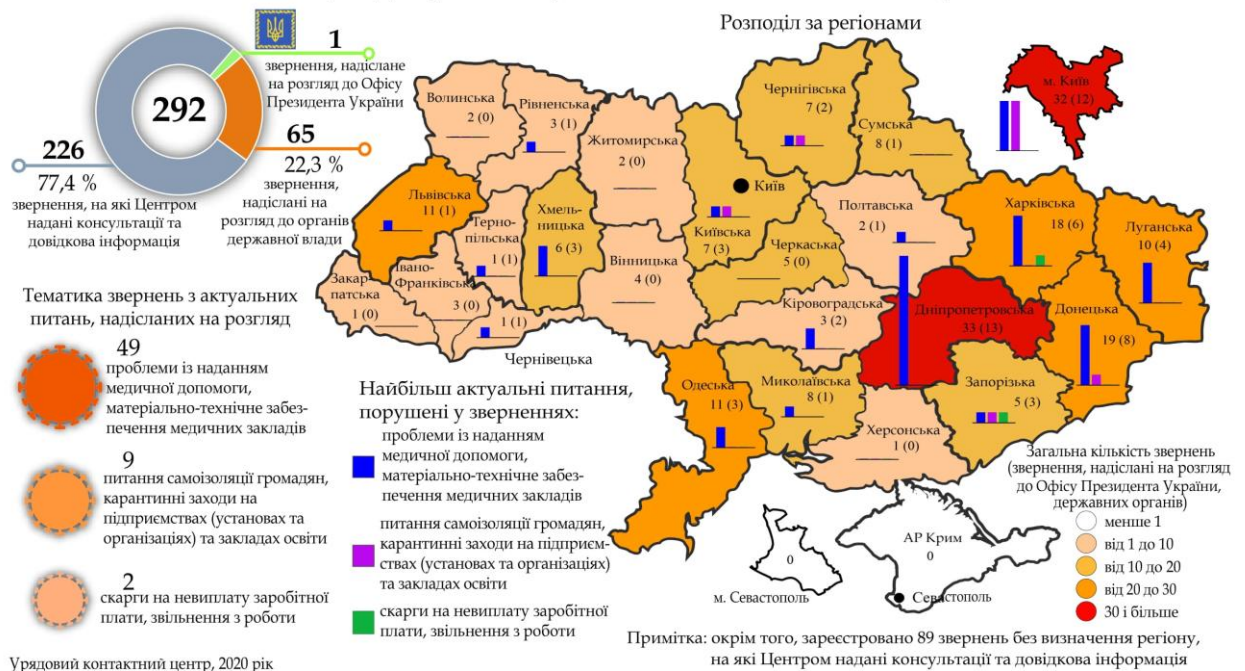 292
1
звернення, надіслане
на розгляд до Офісу
Президента України
65
22,3 %
звернення,
надіслані на
розгляд до органів
державної влади
226
77,4 %
звернення, на які Центром
надані консультації та
довідкова інформація
Тематика звернень з актуальних
питань, надісланих на розгляд
49
проблеми із наданням
медичної допомоги,
матеріально-технічне забез-
печення медичних закладів
9
питання самоізоляції громадян,
карантинні заходи на
підприємствах (установах та
організаціях) та закладах освіти
2
скарги на невиплату заробітної
плати, звільнення з роботи
Урядовий контактний центр, 2020 рік
Розподіл за регіонами
Волинська
2 (0)
Рівненська
3 (1)
Житомирська
2 (0)
Чернігівська
7 (2)
Сумська
8 (1)
м. Київ
32 (12)
Київ
Київська
7 (3)
Львівська
11 (1)
Терно-
пільська
1 (1)
Хмель-
ницька
6 (3)
Вінницька
4 (0)
Черкаська
5 (0)
Полтавська
2 (1)
Харківська
18 (6)
Луганська
10 (4)
Закар-
патська
1 (0)
Івано-
Франківська
3 (0)
1 (1)
Чернівецька
Кіровоградська
3 (2)
Дніпропетровська
33 (13)
Донецька
19 (8)
Одеська
11 (3)
Миколаївська
8 (1)
Запорізька
5 (3)
Херсонська
1 (0)
АР Крим
0
Севастополь
0
м. Севастополь
Найбільш актуальні питання,
порушені у зверненнях:
проблеми із наданням
медичної допомоги,
матеріально-технічне забез-
печення медичних закладів
питання самоізоляції громадян,
карантинні заходи на підприєм-
ствах (установах та організаціях)
та закладах освіти
скарги на невиплату заробітної
плати, звільнення з роботи
Загальна кількість звернень
(звернення, надіслані на розгляд
до Офісу Президента України,
державних органів)
менше 1
від 1 до 10
від 10 до 20
від 20 до 30
30 і більше
Примітка: окрім того, зареєстровано 89 звернень без визначення регіону,
на які Центром надані консультації та довідкова інформація